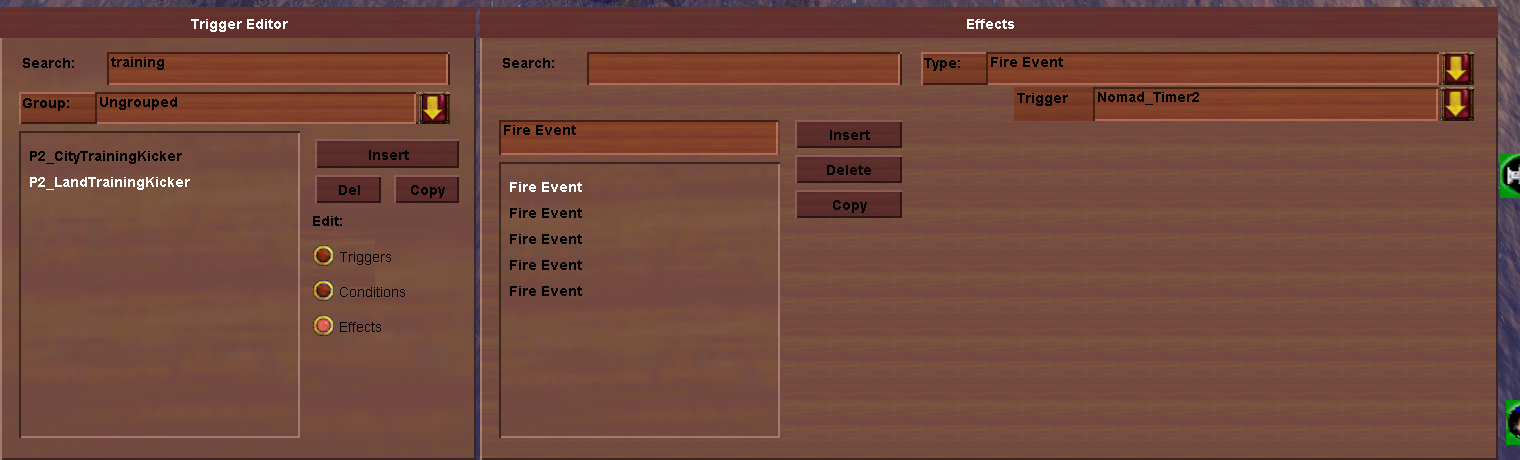 Trigger Editor
Search: training
Group: Ungrouped
P2_CityTrainingKicker
P2_LandTrainingKicker
Insert
Del Copy
Edit:
Triggers
Conditions
Effects
Effects
Search:
Type: Fire Event
Trigger Nomad_Timer2
Fire Event
Insert
Delete
Copy
Fire Event
Fire Event
Fire Event
Fire Event
Fire Event